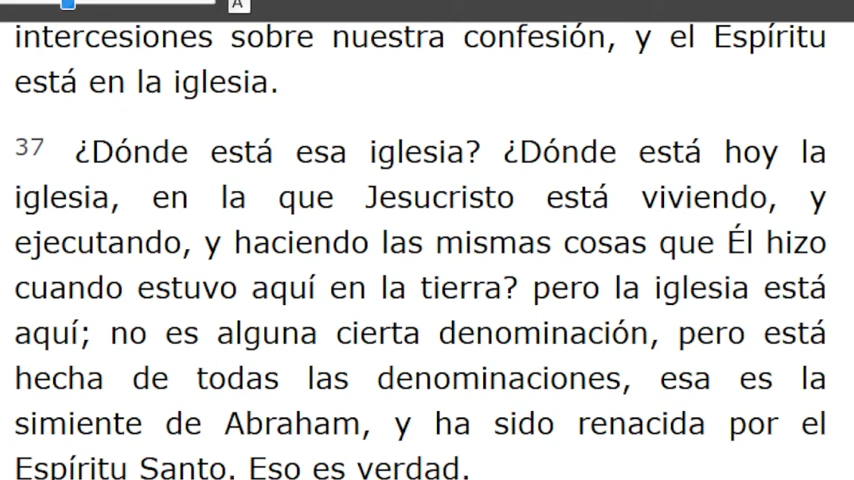 A
intercesiones sobre nuestra confesión, y el Espíritu
está en la iglesia.
37 ¿Dónde está esa iglesia? ¿Dónde está hoy la
iglesia, en la que Jesucristo está viviendo, y
ejecutando, y haciendo las mismas cosas que Él hizo
cuando estuvo aquí en la tierra? pero la iglesia está
aquí; no es alguna cierta denominación, pero está
hecha de todas las denominaciones, esa es la
simiente de Abraham, y ha sido renacida por el
Espíritu Santo. Eso es verdad.